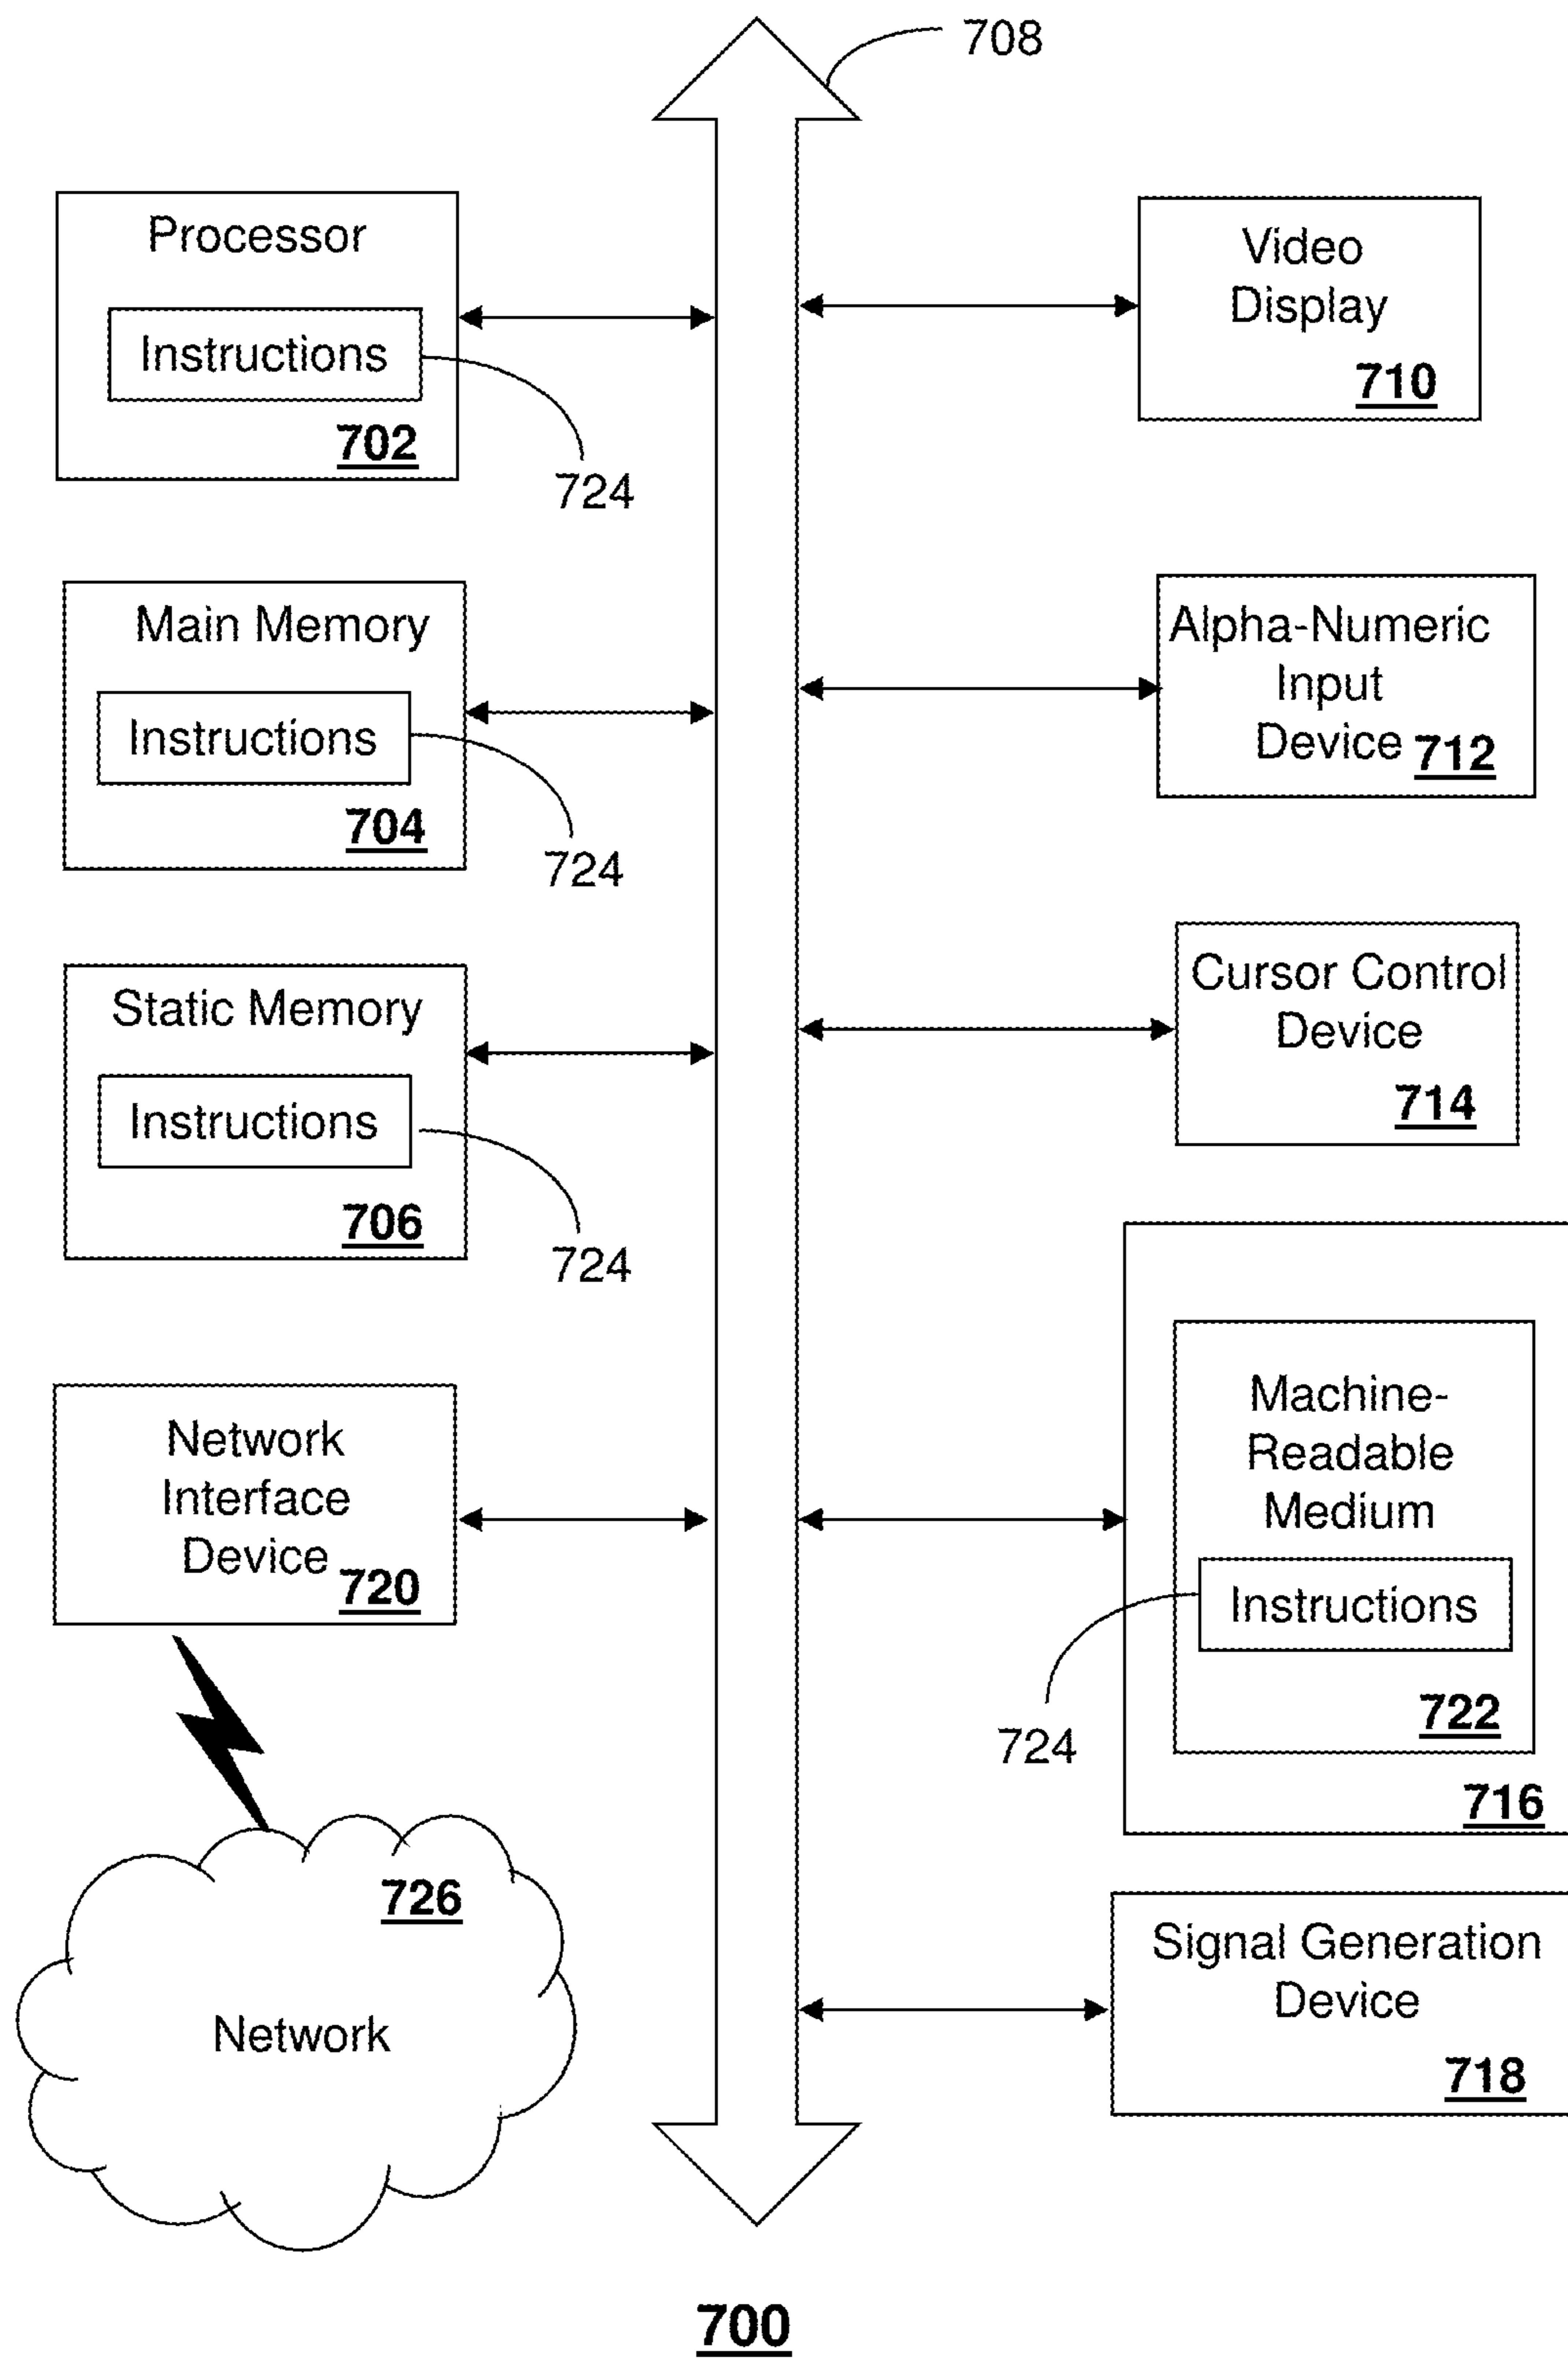 708
Processor
Instructions
702
724
Main Memory
Instructions
704
724
Static Memory
Instructions
706
724
Network
Interface
Device
720
726
Network
Video
Display
710
Alpha-Numeric
Input
Device
712
Cursor Control
Device
714
Machine-
Readable
Medium
Instructions
724
722
716
Signal Generation
Device
718
700